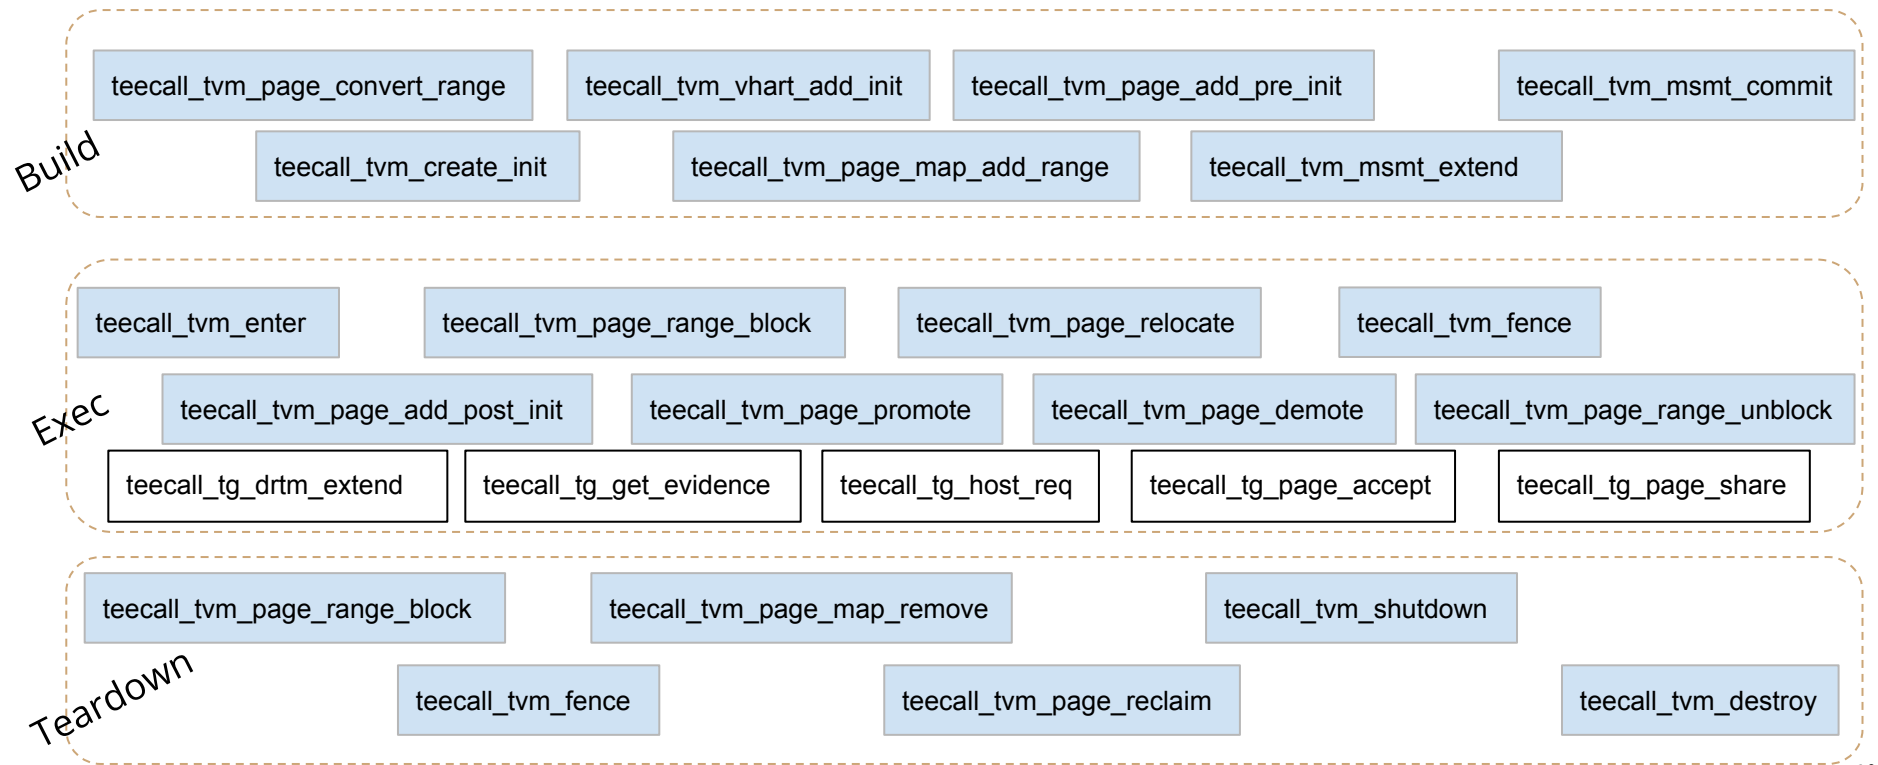 teecall_tvm_page_convert_range
teecall_tvm_vhart_add_init
teecall_tvm_page_add_pre_init
teecall_tvm_msmt_commit
Build
teecall_tvm_create_init
teecall_tvm_page_map_add_range
teecall_tvm_msmt_extend
teecall_tvm_enter
teecall_tvm_page_range_block
teecall_tvm_page_relocate
teecall_tvm_fence
Exec
teecall_tvm_page_add_post_init
teecall_tvm_page_promote
teecall_tvm_page_demote
teecall_tvm_page_range_unblock
teecall_tg_drtm_extend
teecall_tg_get_evidence
teecall_tg_host_req
teecall_tg_page_accept
teecall_tg_page_share
teecall_tvm_page_range_block
teecall_tvm_page_map_remove
teecall_tvm_shutdown
Teardown
teecall_tvm_fence
teecall_tvm_page_reclaim
teecall_tvm_destroy